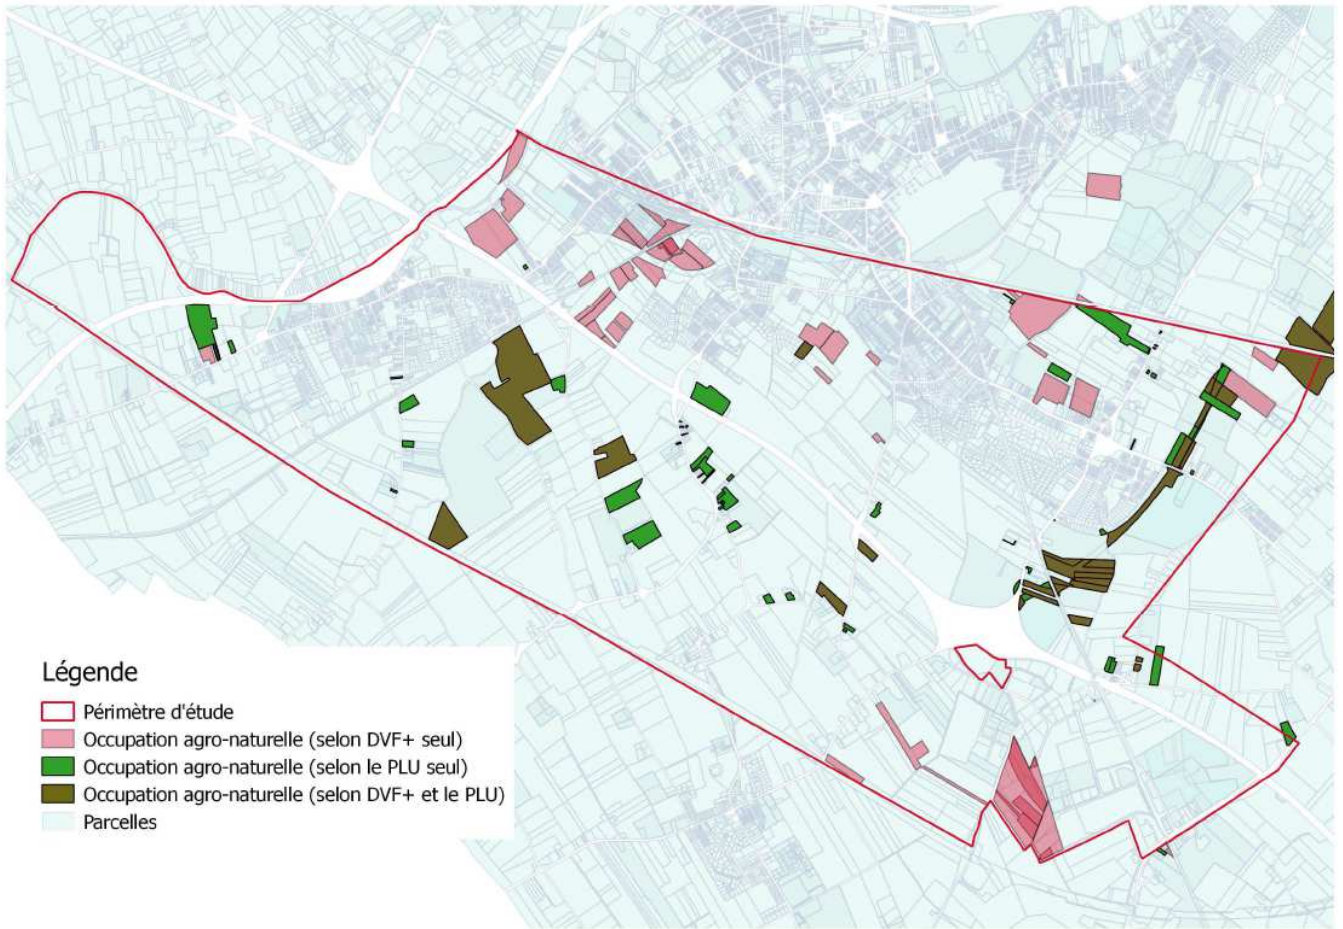 Légende
Périmètre d'étude
Occupation agro-naturelle (selon DVF+ seul)
Occupation agro-naturelle (selon le PLU seul)
Occupation agro-naturelle (selon DVF+ et le PLU)
Parcelles